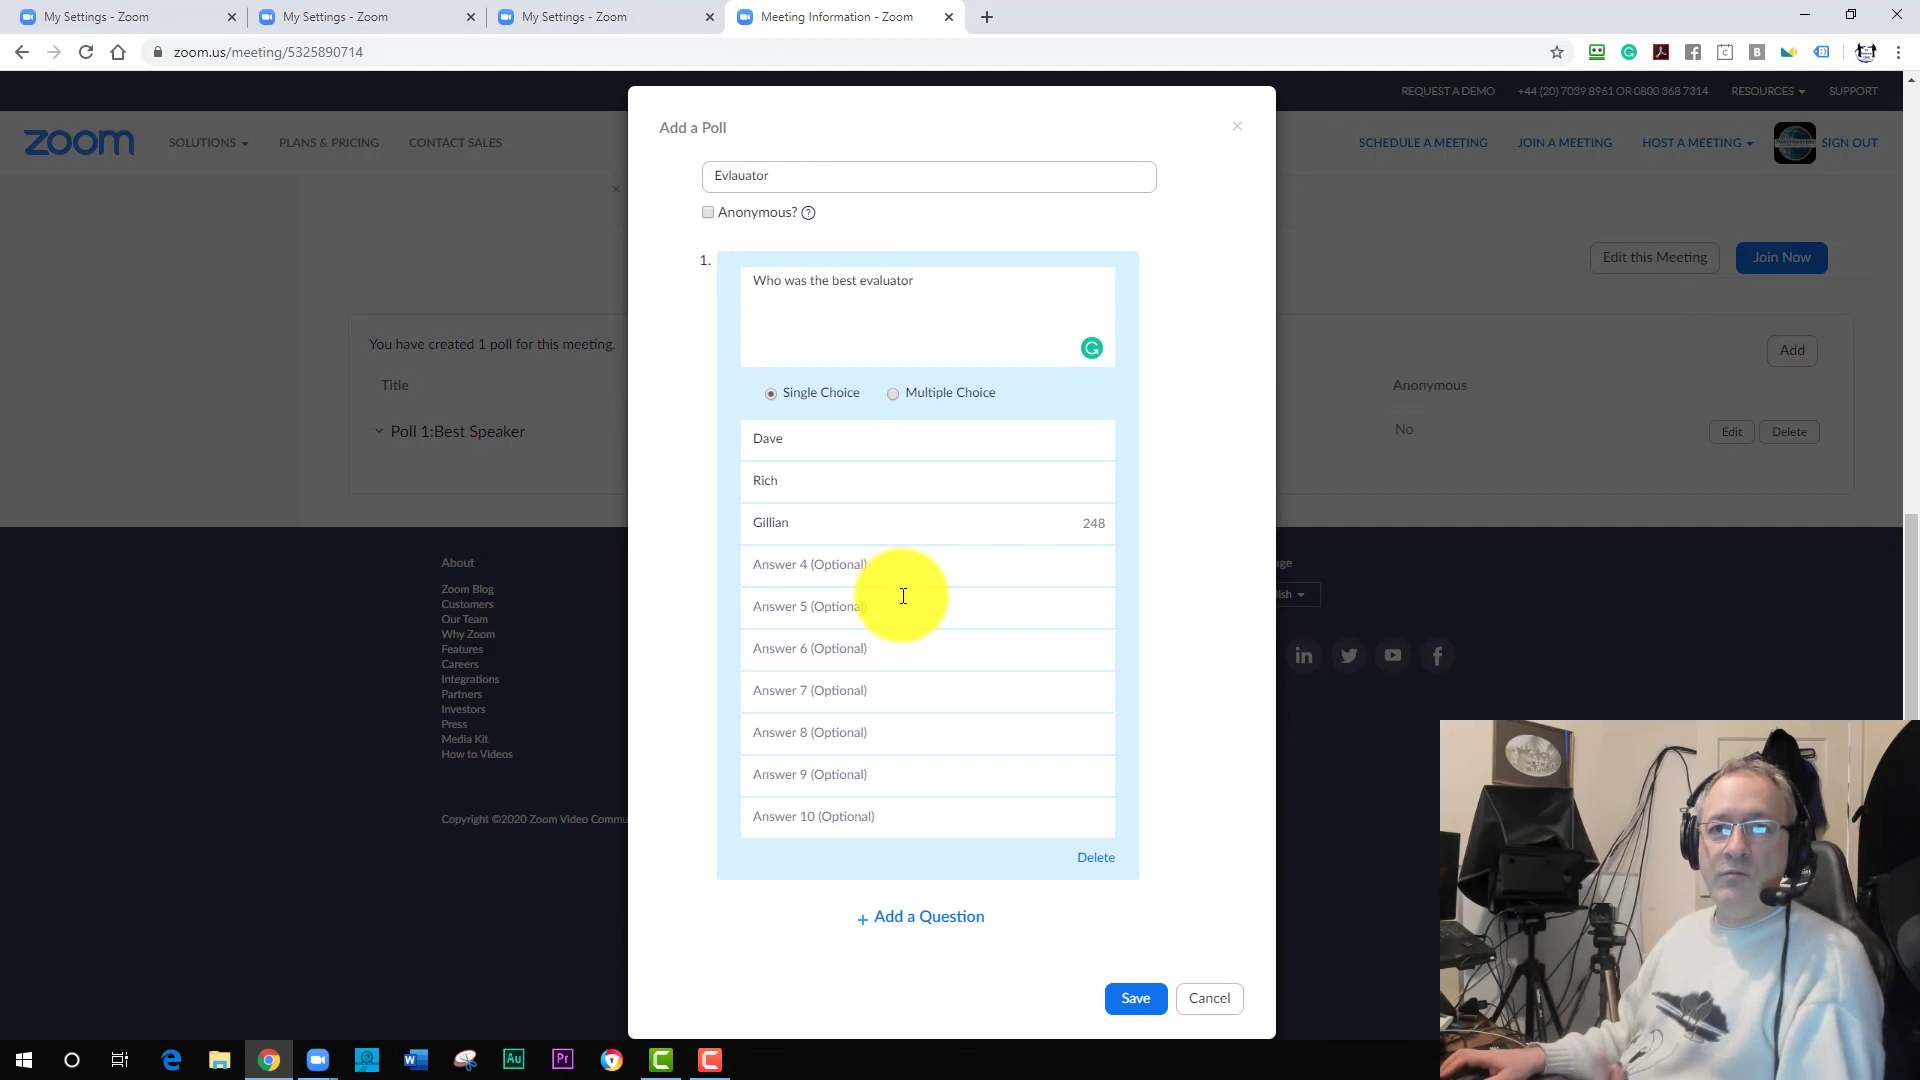 My Settings - Zoom
My Settings - Zoom
My Settings - Zoom
Meeting Information - Zoom
zoom.us/meeting/5325890714
REQUEST A DEMO
+44 (20) 7039 8961 OR 0800 368 7314
RESOURCES
SUPPORT
zoom
SOLUTIONS
PLANS & PRICING
CONTACT SALES
SCHEDULE A MEETING
JOIN A MEETING
HOST A MEETING
SIGN OUT
Edit this Meeting
Join Now
You have created 1 poll for this meeting.
Add
Title
Anonymous
Poll 1:Best Speaker
No
Edit
Delete
Add a Poll
Evlauator
Anonymous?
1.
Who was the best evaluator
Single Choice
Multiple Choice
Dave
Rich
Gillian
248
Answer 4 (Optional)
Answer 5 (Optional)
Answer 6 (Optional)
Answer 7 (Optional)
Answer 8 (Optional)
Answer 9 (Optional)
Answer 10 (Optional)
Delete
+ Add a Question
Save
Cancel
About
Zoom Blog
Customers
Our Team
Why Zoom
Features
Careers
Integrations
Partners
Investors
Press
Media Kit
How to Videos
Copyright ©2020 Zoom Video Commu
age
lish